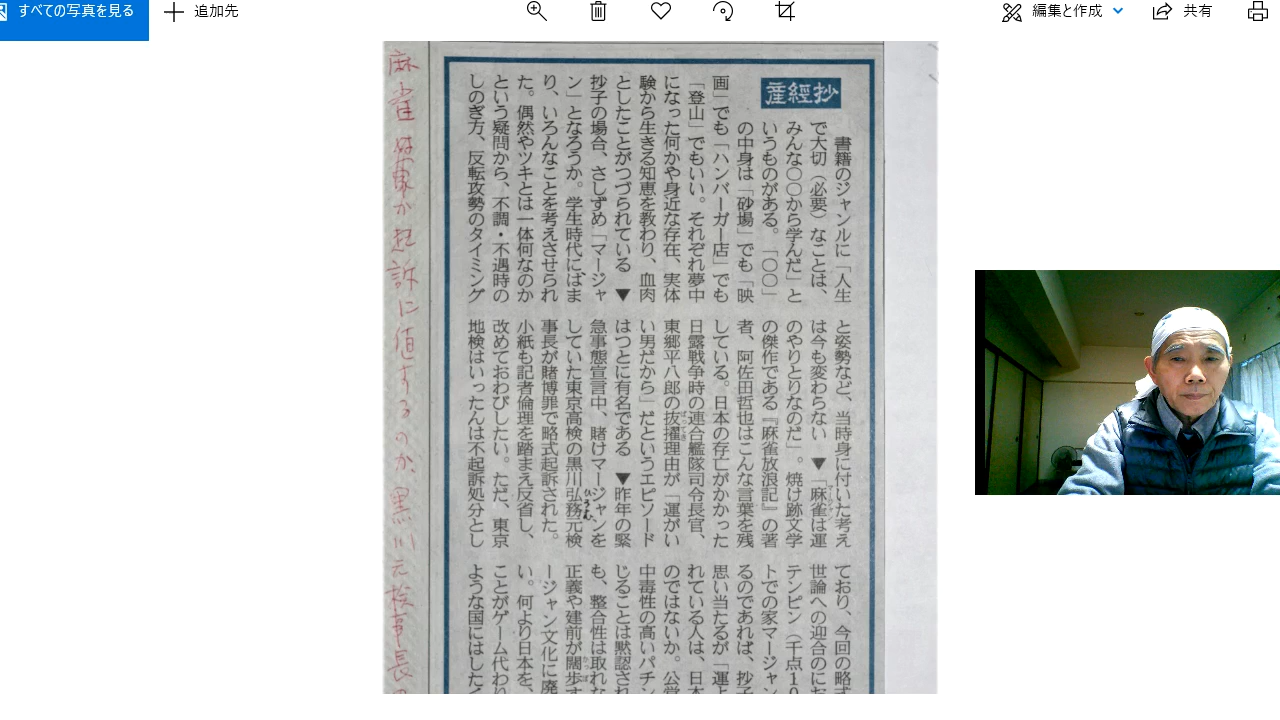 すべての写真を見る
追加先
編集と作成
共有
産經抄
書籍のジャンルに「人生
で大切（必要）なことは、
みんな〇〇から学んだ」と
いうものがある。「〇〇」
の中身は「砂場」でも「映
画」でも「ハンバーガー店」でも
「登山」でもいい。それぞれ夢中
になった何かや身近な存在、実体
験から生きる知恵を教わり、血肉
としたことがつづられている▼
抄子の場合、さしずめ「マージャ
ン」となろうか。学生時代にはま
り、いろんなことを考えさせられ
た。偶然やツキとは一体何なのか
という疑問から、不調・不遇時の
しのぎ方、反転攻勢のタイミング
と姿勢など、当時身に付いた考え
は今も変わらない▼「麻雀は運
のやりとりなのだ」。焼け跡文学
の傑作である『麻雀放浪記』の著
者、阿佐田哲也はこんな言葉を残
している。日本の存亡がかかった
日露戦争時の連合艦隊司令長官、
東郷平八郎の抜擢理由が「運がい
い男だから」だというエピソード
はつとに有名である▼昨年の緊
急事態宣言中、賭けマージャンを
していた東京高検の黒川弘務元検
事長が賭博罪で略式起訴された。
小紙も記者倫理を踏まえ反省し、
改めておわびしたい。ただ、東京
地検はいったんは不起訴処分とし
ており、今回の略式
世論への迎合のにお
テンピン（千点１０
トでの家マージャン
るのであれば、抄子
思い当たるが「運よ
れている人は、日本
のではないか。公営
中毒性の高いパチン
じることは黙認され
も、整合性は取れな
正義や建前が闊歩す
ージャン文化に廃
い。何より日本を、
ことがゲーム代わり
ような国にはしたく
麻雀は東が起訴に値するのか、黒川元検事長の